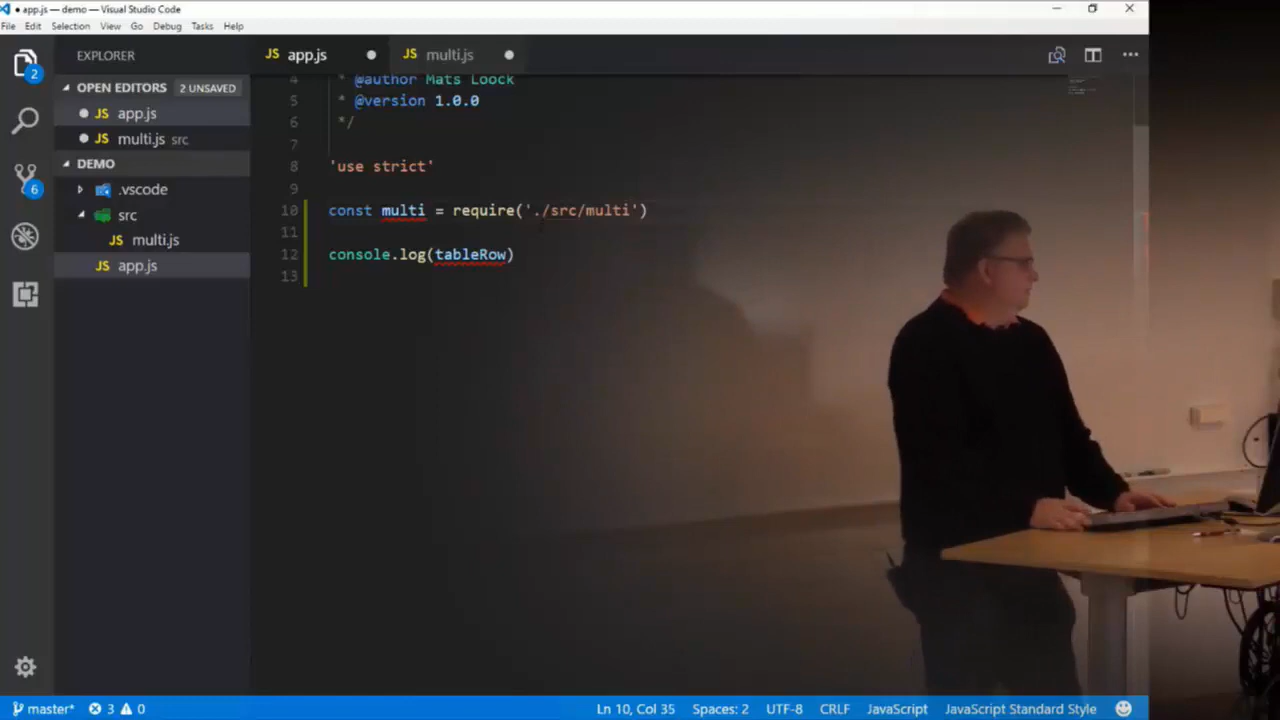 app.js — demo — Visual Studio Code
File Edit Selection View Go Debug Tasks Help
EXPLORER
OPEN EDITORS 2 UNSAVED
JS app.js
JS multi.js src
DEMO
.vscode
src
JS multi.js
JS app.js
2
6
JS app.js
JS multi.js
4 * @author Mats Loock
5 * @version 1.0.0
6 */
7
8 'use strict'
9
10 const multi = require('./src/multi')
11
12 console.log(tableRow)
13
master* 3 0 Ln 10, Col 35 Spaces: 2 UTF-8 CRLF JavaScript JavaScript Standard Style